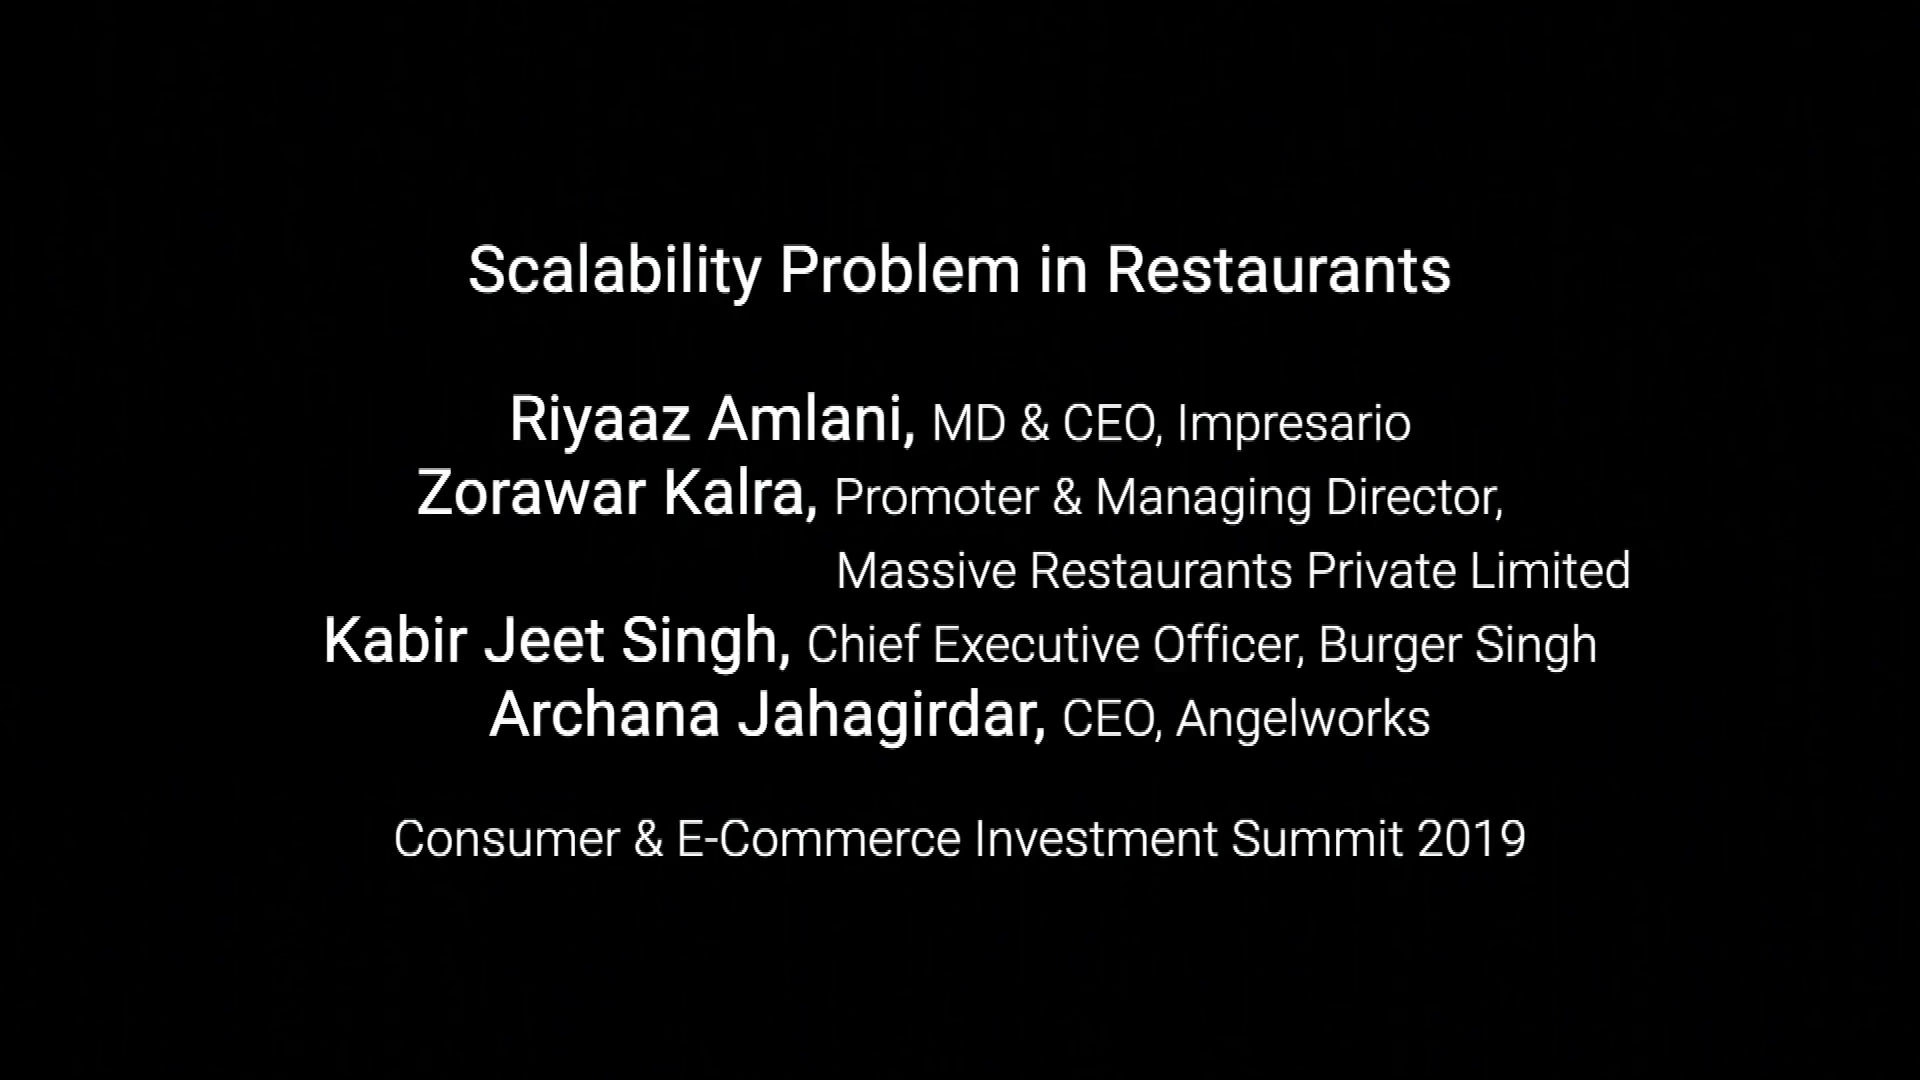 Scalability Problem in Restaurants
Riyaaz Amlani, MD & CEO, Impresario
Zorawar Kalra, Promoter & Managing Director,
Massive Restaurants Private Limited
Kabir Jeet Singh, Chief Executive Officer, Burger Singh
Archana Jahagirdar, CEO, Angelworks
Consumer & E-Commerce Investment Summit 2019